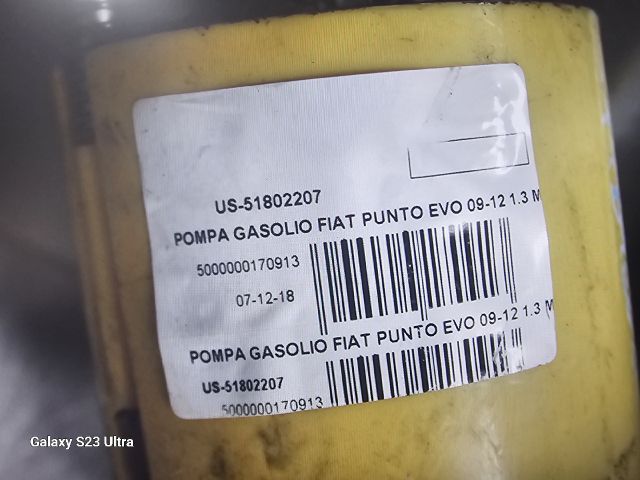 US-51802207
POMPA GASOLIO FIAT PUNTO EVO 09-12 1.3 M
5000000170913
07-12-18
POMPA GASOLIO FIAT PUNTO EVO 09-12 1.3 M
US-51802207
5000000170913
Galaxy S23 Ultra